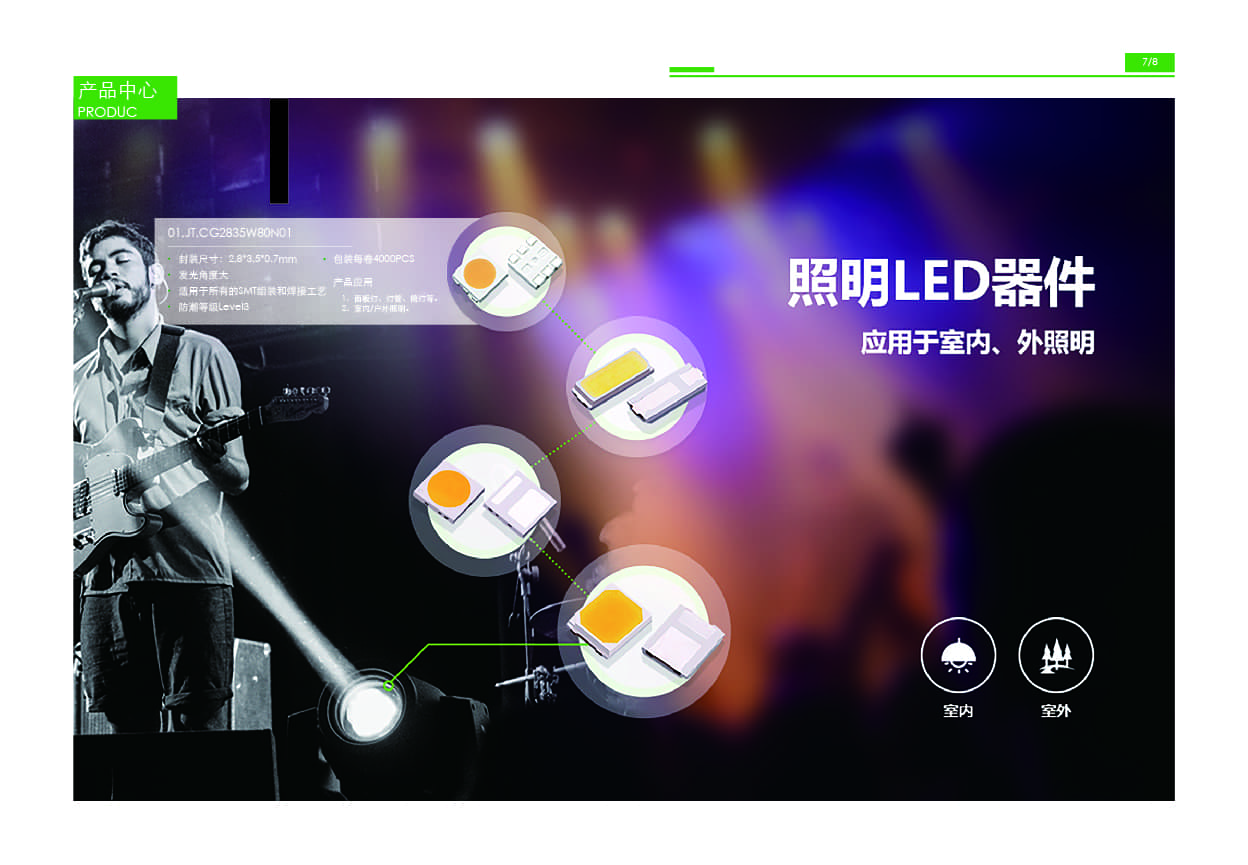 7/8
产品中心
PRODUC
01.JT.CG2835W80N01
· 封装尺寸：2.8*3.5*0.7mm
· 发光角度大
· 适用于所有的SMT组装和焊接工艺
· 防潮等级Level3
· 包装每卷4000PCS
产品应用
1、面板灯、灯管、筒灯等。
2、室内/户外照明。
照明LED器件
应用于室内、外照明
室内
室外